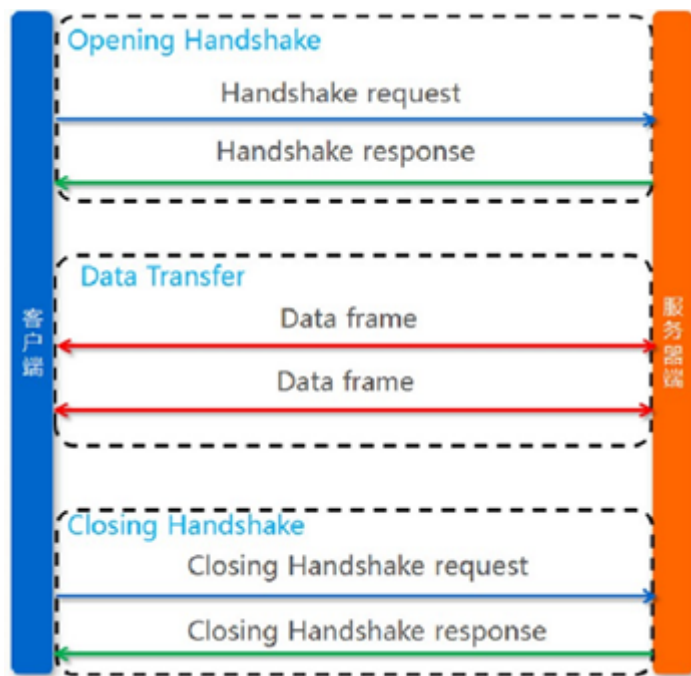 Opening Handshake
Handshake request
Handshake response
Data Transfer
Data frame
Data frame
Closing Handshake
Closing Handshake request
Closing Handshake response
客户端
服务器端